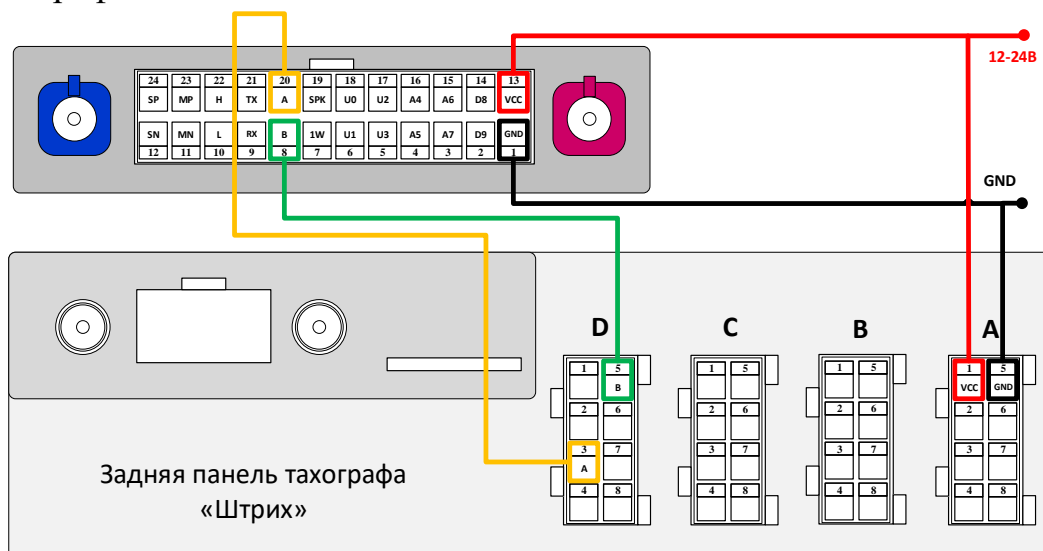 12-24В
24 23 22 21 20 19 18 17 16 15 14 13
SP MP H TX A SPK U0 U2 A4 A6 D8 VCC
SN MN L RX B 1W U1 U3 A5 A7 D9 GND
12 11 10 9 8 7 6 5 4 3 2 1
GND
D C B A
1 5 1 5 1 5 1 5
B VCC GND
2 6 2 6 2 6 2 6
3 7 3 7 3 7 3 7
A
4 8 4 8 4 8 4 8
Задняя панель тахографа
«Штрих»